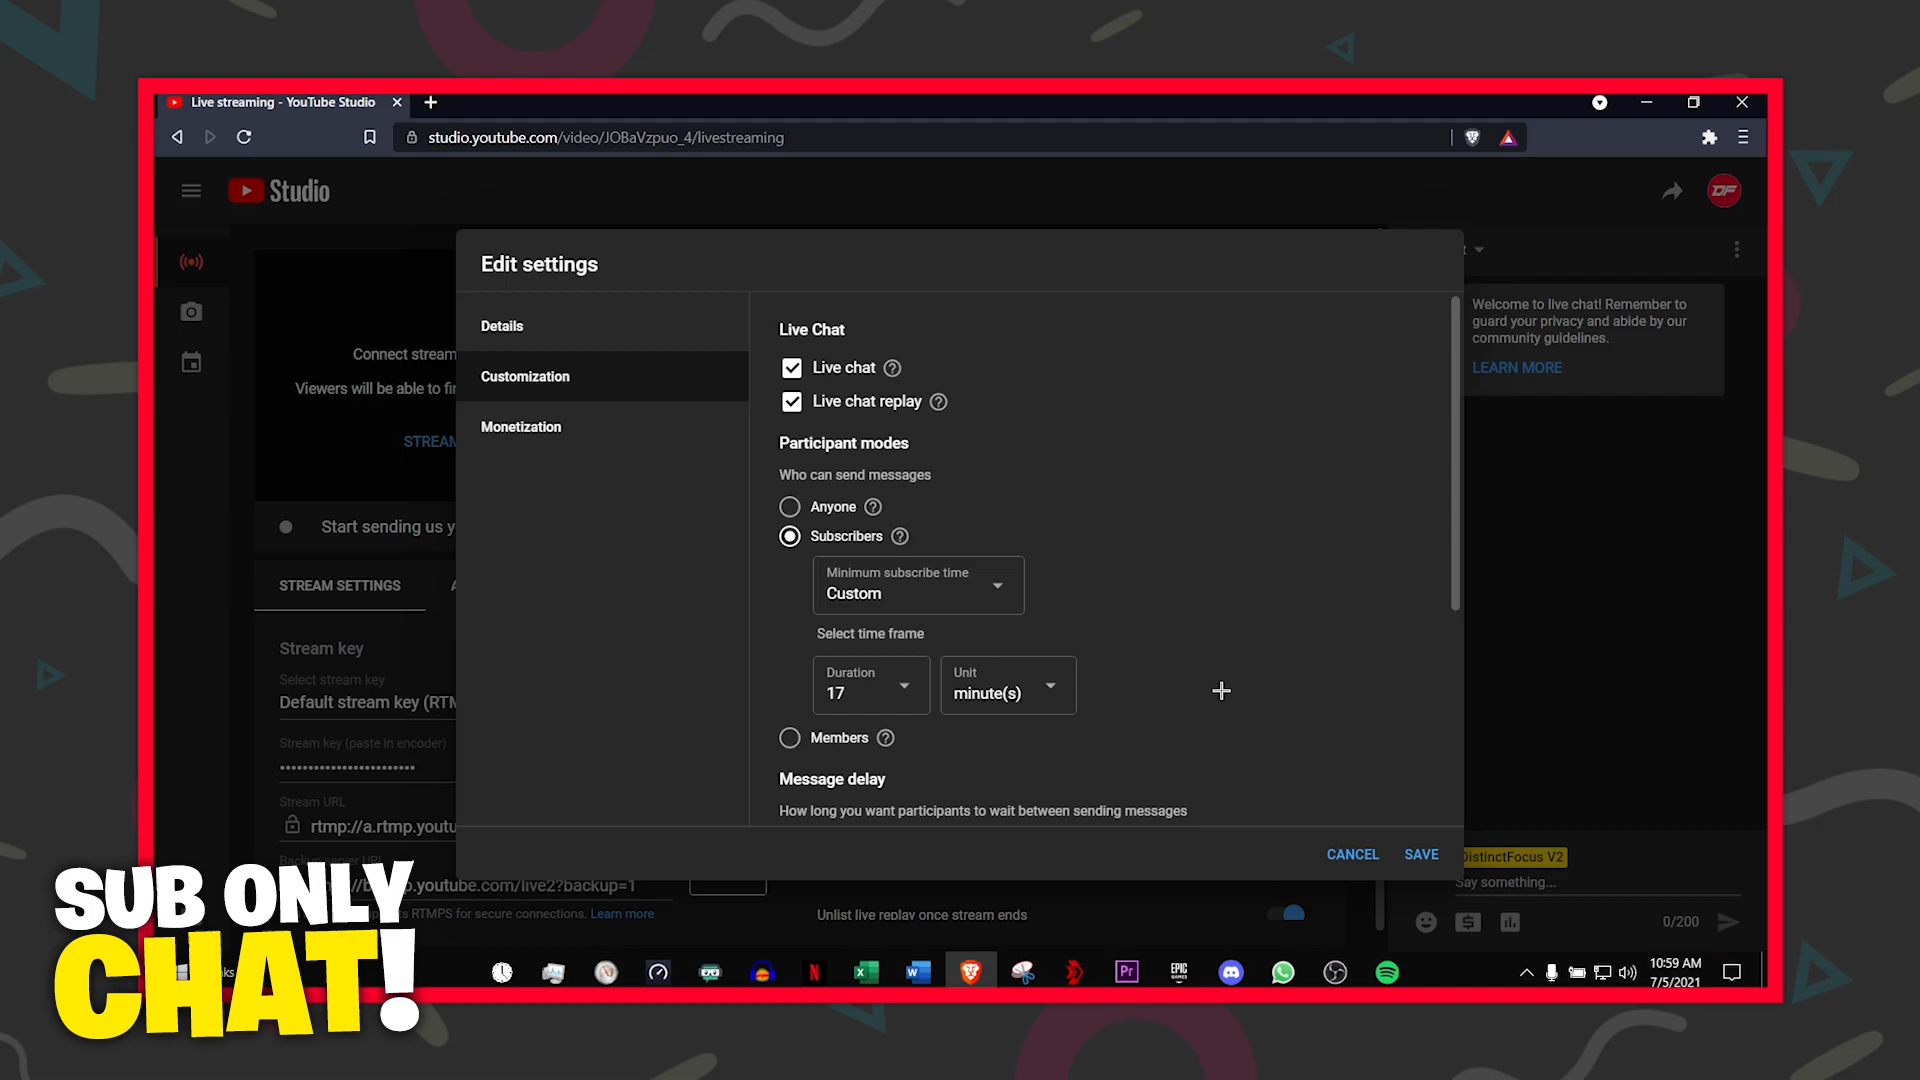 Live streaming - YouTube Studio
studio.youtube.com/video/JOBaVzpuo_4/livestreaming
Studio
DF
Edit settings
Details
Customization
Monetization
Live Chat
Live chat
Live chat replay
Participant modes
Who can send messages
Anyone
Subscribers
Minimum subscribe time
Custom
Select time frame
Duration
17
Unit
minute(s)
Members
Message delay
How long you want participants to wait between sending messages
CANCEL
SAVE
Connect stream
Viewers will be able to fi
STREAM
Start sending us y
STREAM SETTINGS
A
Stream key
Select stream key
Default stream key (RTM
Stream key (paste in encoder)
Stream URL
rtmp://a.rtmp.youtu
.youtube.com/live2?backup=1
RTMPS for secure connections. Learn more
Unlist live replay once stream ends
t
Welcome to live chat! Remember to
guard your privacy and abide by our
community guidelines.
LEARN MORE
DistinctFocus V2
Say something...
0/200
SUB ONLY
CHAT!
N
Pr
EPIC
GAMES
10:59 AM
7/5/2021